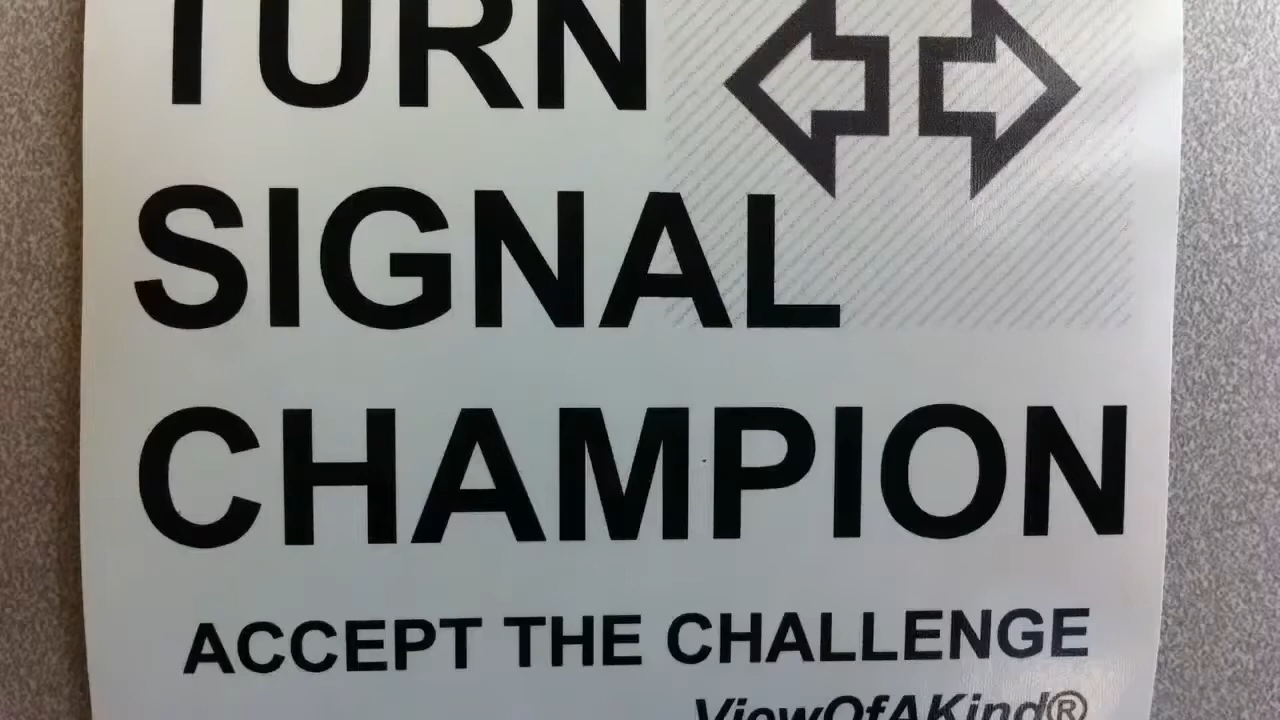 TURN
SIGNAL
CHAMPION
ACCEPT THE CHALLENGE
ViewOfAKind®